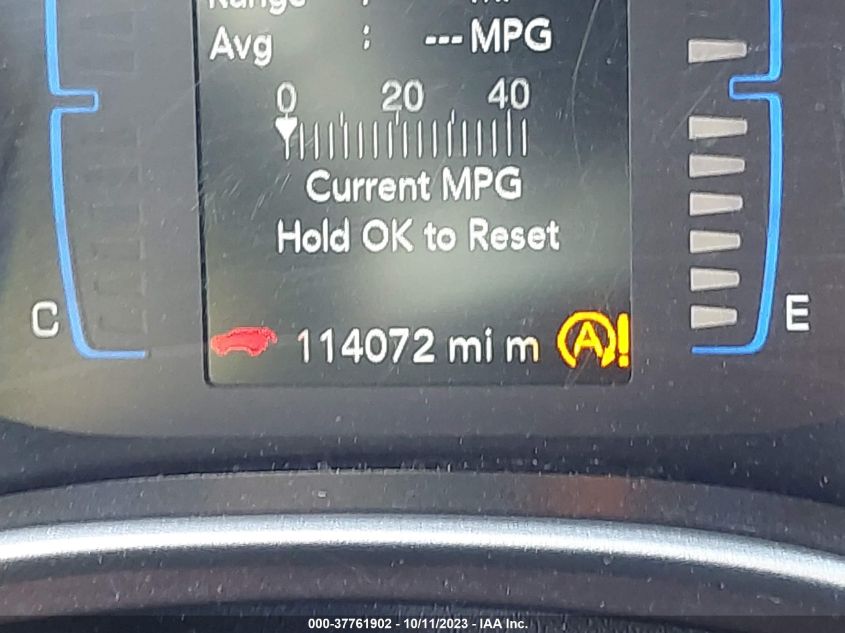 Range :
Avg : --- MPG
0 20 40
Current MPG
Hold OK to Reset
C
E
114072 mi m
A!
000-37761902 - 10/11/2023 - IAA Inc.